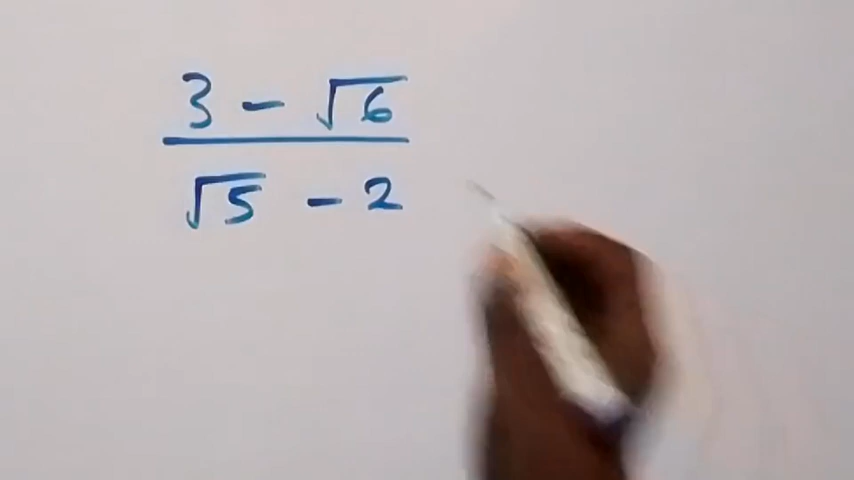 3 - √6
√5 - 2